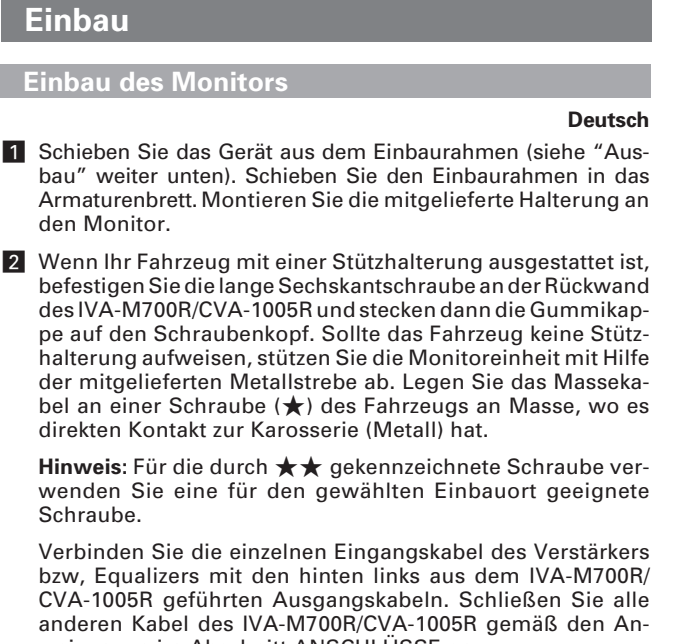 Einbau
Einbau des Monitors
Deutsch
1 Schieben Sie das Gerät aus dem Einbaurahmen (siehe “Aus-
bau” weiter unten). Schieben Sie den Einbaurahmen in das
Armaturenbrett. Montieren Sie die mitgelieferte Halterung an
den Monitor.
2 Wenn Ihr Fahrzeug mit einer Stützhalterung ausgestattet ist,
befestigen Sie die lange Sechskantschraube an der Rückwand
des IVA-M700R/CVA-1005R und stecken dann die Gummikap-
pe auf den Schraubenkopf. Sollte das Fahrzeug keine Stütz-
halterung aufweisen, stützen Sie die Monitoreinheit mit Hilfe
der mitgelieferten Metallstrebe ab. Legen Sie das Masseka-
bel an einer Schraube (★) des Fahrzeugs an Masse, wo es
direkten Kontakt zur Karosserie (Metall) hat.
Hinweis: Für die durch ★★ gekennzeichnete Schraube ver-
wenden Sie eine für den gewählten Einbauort geeignete
Schraube.
Verbinden Sie die einzelnen Eingangskabel des Verstärkers
bzw, Equalizers mit den hinten links aus dem IVA-M700R/
CVA-1005R geführten Ausgangskabeln. Schließen Sie alle
anderen Kabel des IVA-M700R/CVA-1005R gemäß den An-